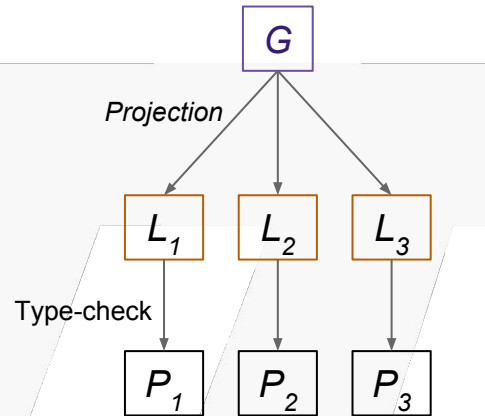 G
Projection
L₁ L₂ L₃
Type-check
P₁ P₂ P₃